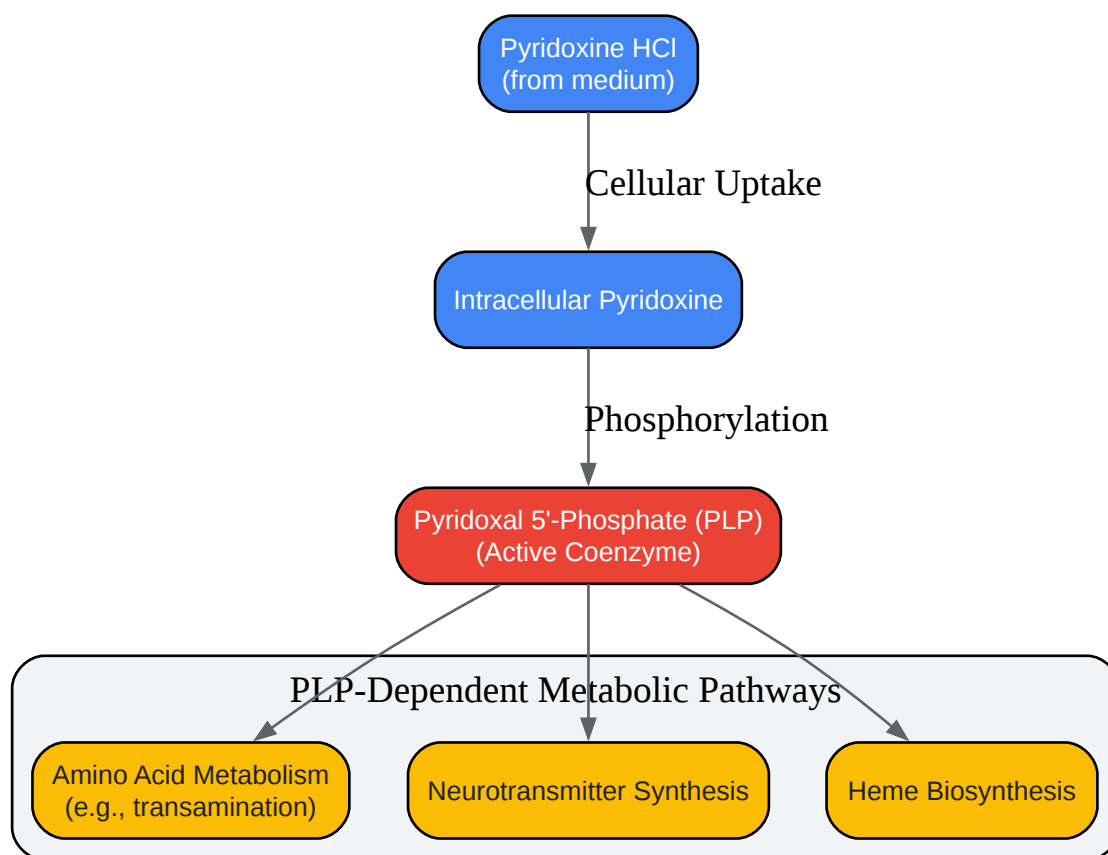 Pyridoxine HCl
(from medium)
Cellular Uptake
Intracellular Pyridoxine
Phosphorylation
Pyridoxal 5'-Phosphate (PLP)
(Active Coenzyme)
PLP-Dependent Metabolic Pathways
Amino Acid Metabolism
(e.g., transamination)
Neurotransmitter Synthesis
Heme Biosynthesis